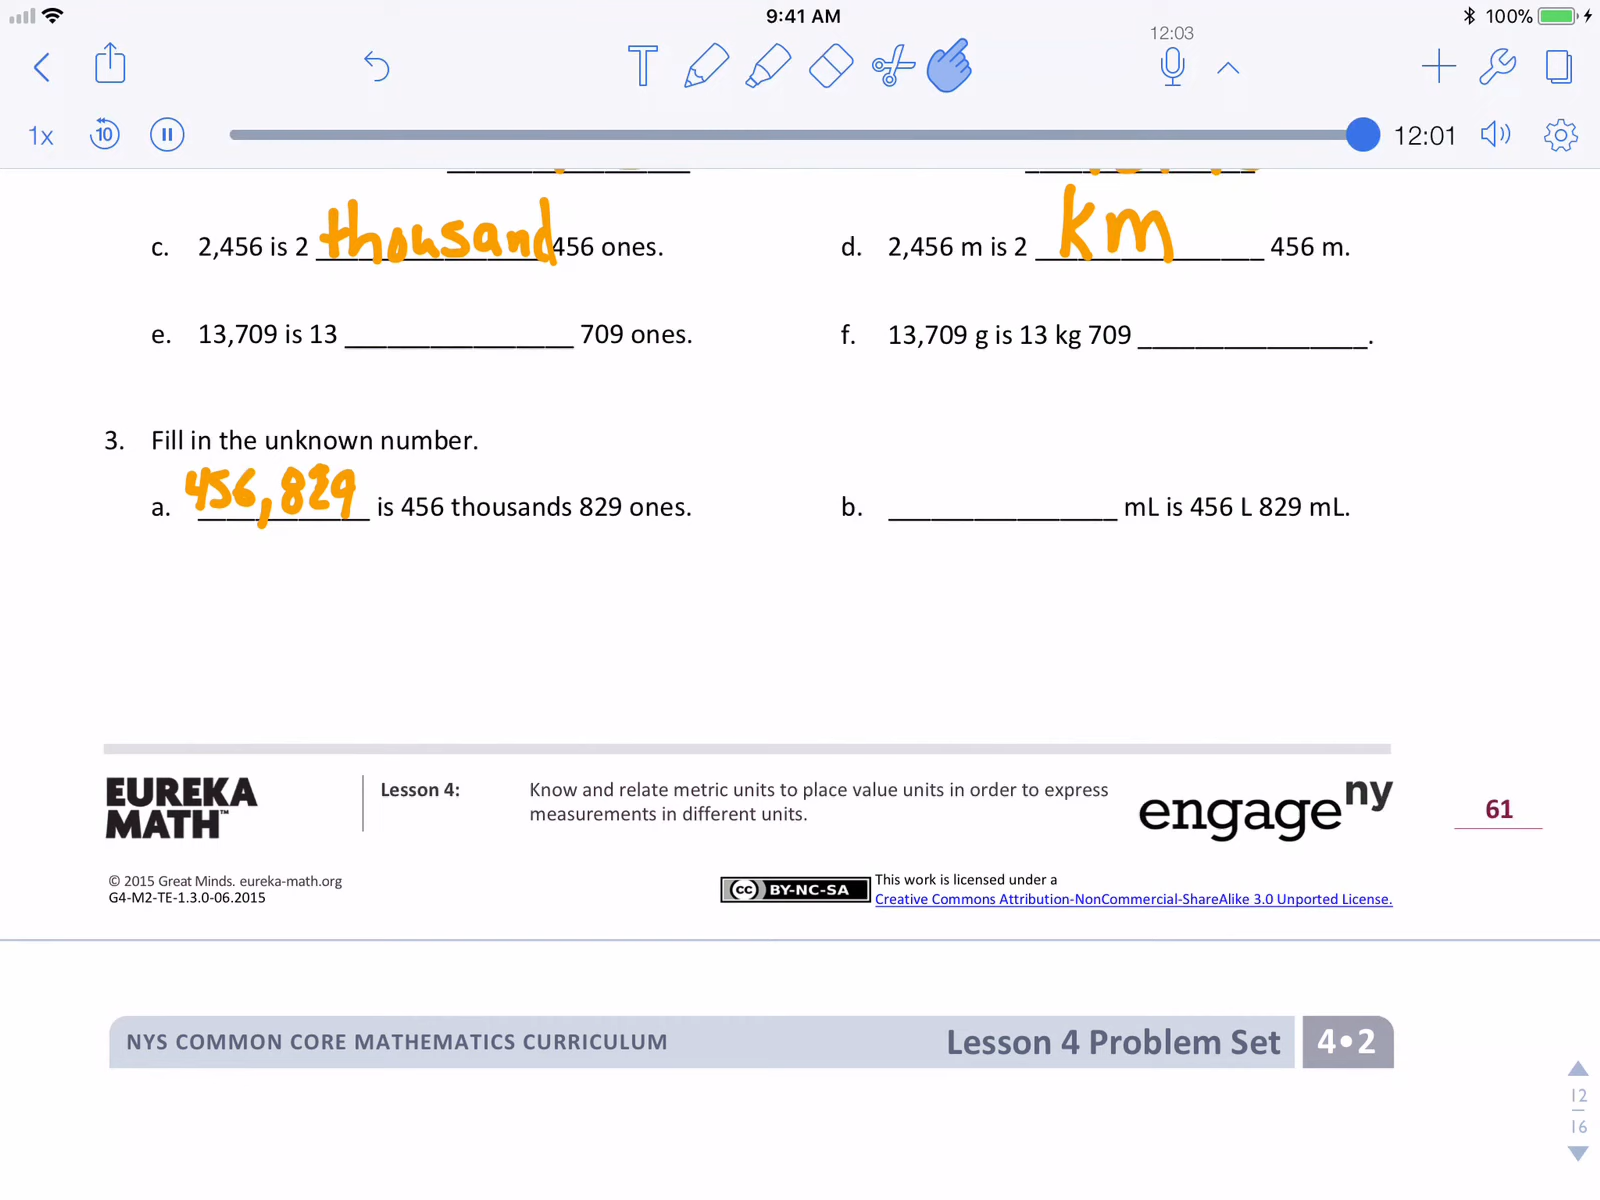 9:41 AM
100%
T
12:03
1x
10
12:01
c. 2,456 is 2 thousand 456 ones.
d. 2,456 m is 2 km 456 m.
e. 13,709 is 13 ________________ 709 ones.
f. 13,709 g is 13 kg 709 ________________.
3. Fill in the unknown number.
a. 456,829 is 456 thousands 829 ones.
b. ________________ mL is 456 L 829 mL.
EUREKA
MATH™
Lesson 4:
Know and relate metric units to place value units in order to express
measurements in different units.
engageny
61
© 2015 Great Minds. eureka-math.org
G4-M2-TE-1.3.0-06.2015
cc BY-NC-SA
This work is licensed under a
Creative Commons Attribution-NonCommercial-ShareAlike 3.0 Unported License.
NYS COMMON CORE MATHEMATICS CURRICULUM
Lesson 4 Problem Set
4•2
12
16